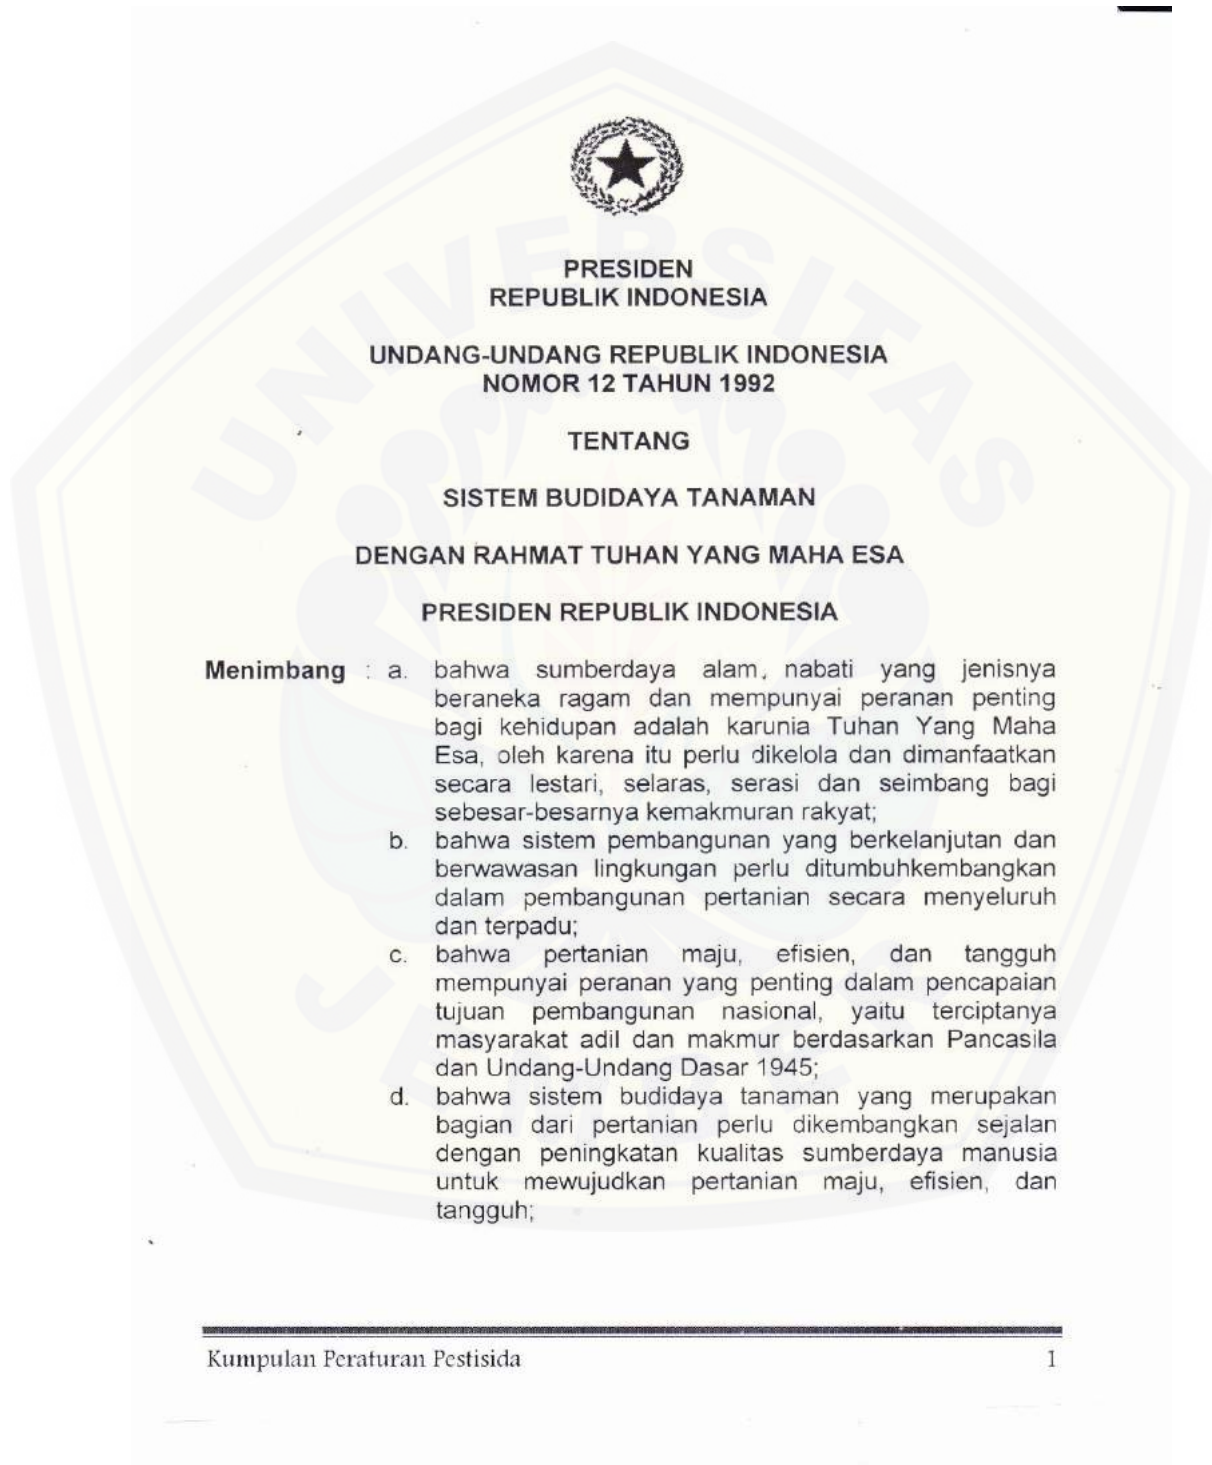 PRESIDEN
REPUBLIK INDONESIA
UNDANG-UNDANG REPUBLIK INDONESIA
NOMOR 12 TAHUN 1992
TENTANG
SISTEM BUDIDAYA TANAMAN
DENGAN RAHMAT TUHAN YANG MAHA ESA
PRESIDEN REPUBLIK INDONESIA
Menimbang : a. bahwa sumberdaya alam, nabati yang jenisnya
beraneka ragam dan mempunyai peranan penting
bagi kehidupan adalah karunia Tuhan Yang Maha
Esa, oleh karena itu perlu dikelola dan dimanfaatkan
secara lestari, selaras, serasi dan seimbang bagi
sebesar-besarnya kemakmuran rakyat;
b. bahwa sistem pembangunan yang berkelanjutan dan
berwawasan lingkungan perlu ditumbuhkembangkan
dalam pembangunan pertanian secara menyeluruh
dan terpadu;
c. bahwa pertanian maju, efisien, dan tangguh
mempunyai peranan yang penting dalam pencapaian
tujuan pembangunan nasional, yaitu terciptanya
masyarakat adil dan makmur berdasarkan Pancasila
dan Undang-Undang Dasar 1945;
d. bahwa sistem budidaya tanaman yang merupakan
bagian dari pertanian perlu dikembangkan sejalan
dengan peningkatan kualitas sumberdaya manusia
untuk mewujudkan pertanian maju, efisien, dan
tangguh;
Kumpulan Peraturan Pestisida 1
UNIVERSITAS
JEMBER